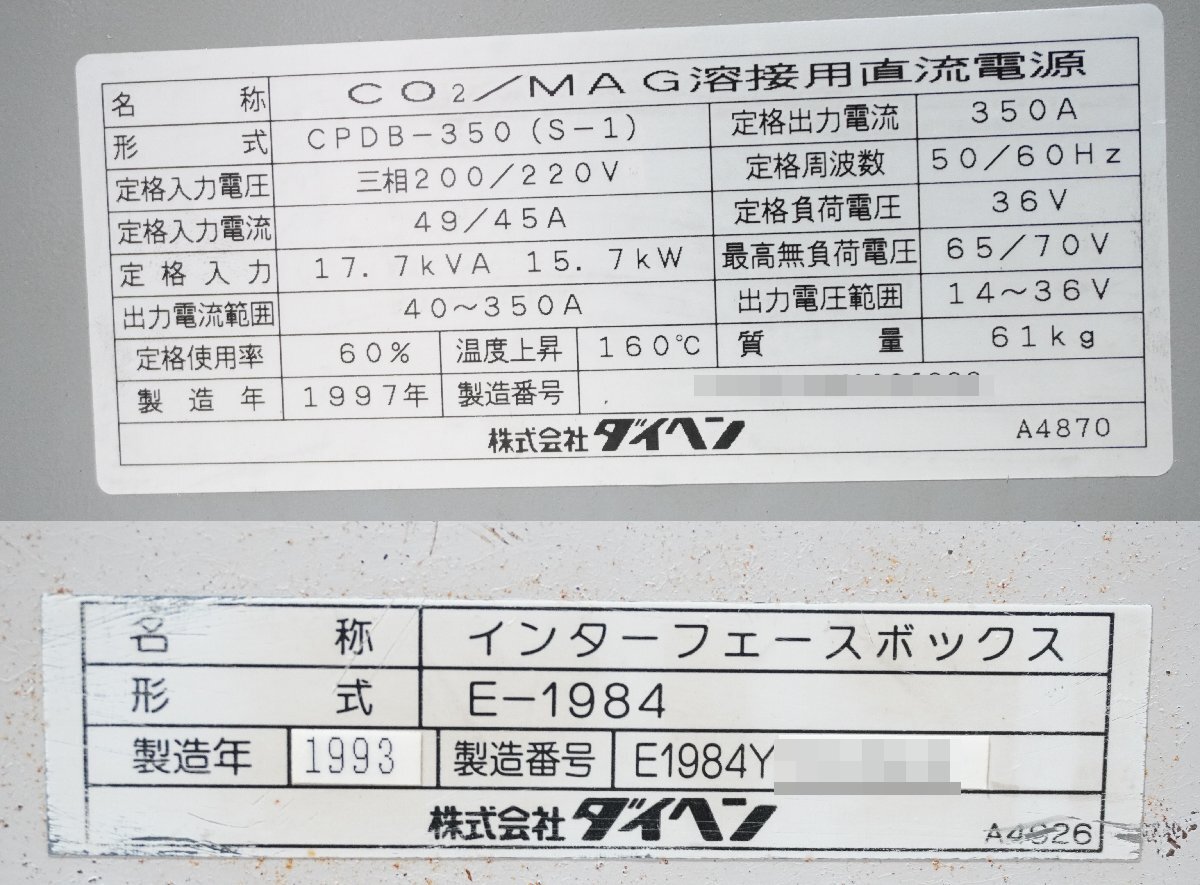 名称 CO2/MAG溶接用直流電源
形式 CPDB-350(S-1) 定格出力電流 350A
定格入力電圧 三相200/220V 定格周波数 50/60Hz
定格入力電流 49/45A 定格負荷電圧 36V
定格入力 17.7kVA 15.7kW 最高無負荷電圧 65/70V
出力電流範囲 40~350A 出力電圧範囲 14~36V
定格使用率 60% 温度上昇 160℃ 質量 61kg
製造年 1997年 製造番号
株式会社ダイヘン A4870
名称 インターフェースボックス
形式 E-1984
製造年 1993 製造番号 E1984Y
株式会社ダイヘン A4826